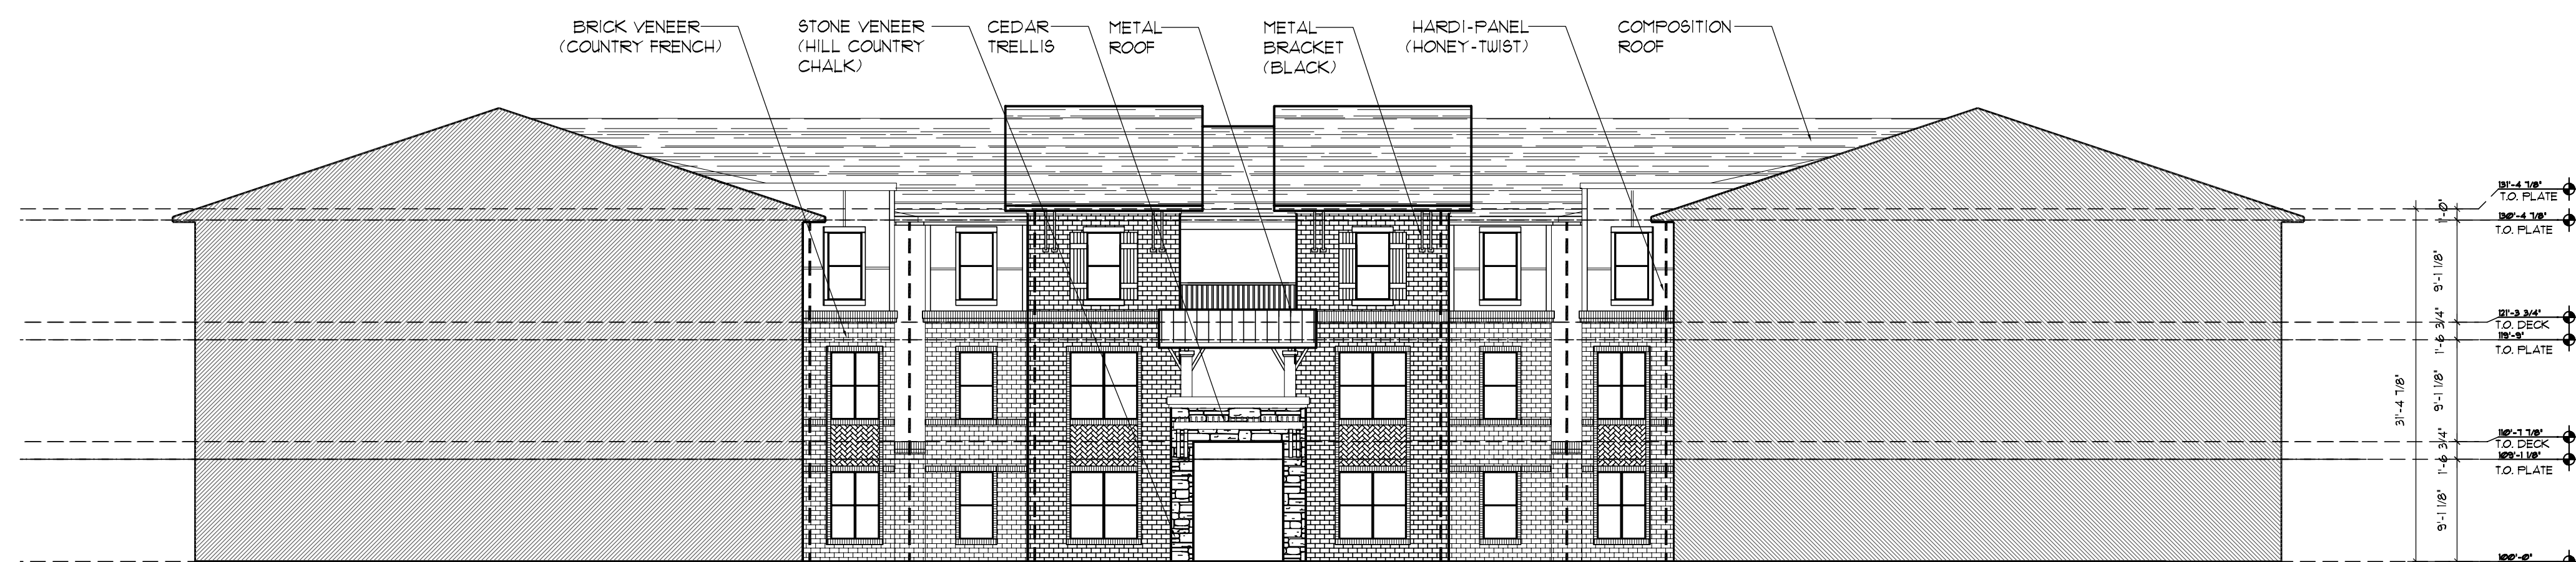 BRICK VENEER
(COUNTRY FRENCH)
STONE VENEER
(HILL COUNTRY
CHALK)
CEDAR
TRELLIS
METAL
ROOF
METAL
BRACKET
(BLACK)
HARDI-PANEL
(HONEY-TWIST)
COMPOSITION
ROOF
131'-4 7/8"
T.O. PLATE
1'-0"
130'-4 7/8"
T.O. PLATE
9'-1 1/8"
121'-3 3/4"
T.O. DECK
1'-6 3/4"
119'-9"
T.O. PLATE
9'-1 1/8"
31'-4 7/8"
110'-7 7/8"
T.O. DECK
1'-6 3/4"
109'-1 1/8"
T.O. PLATE
9'-1 1/8"
100'-0"